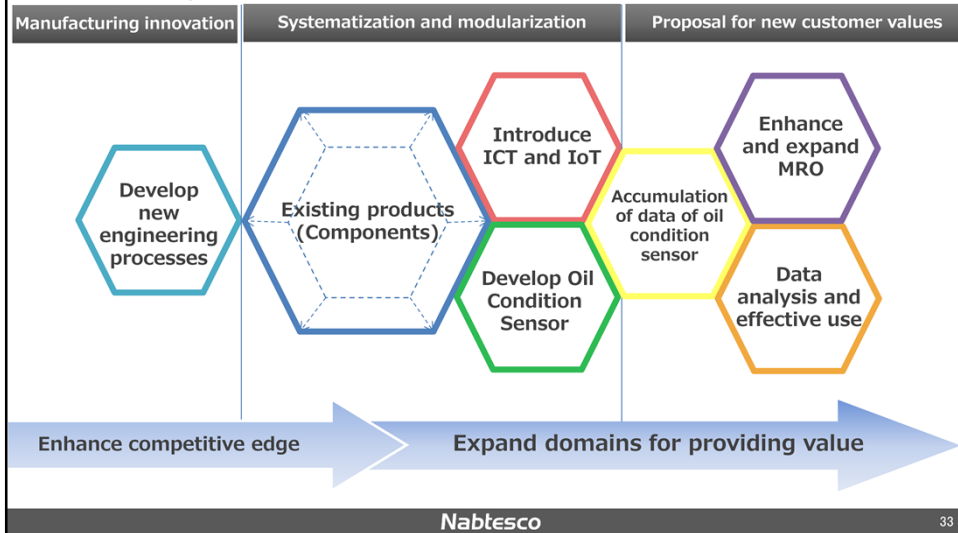 Manufacturing innovation
Systematization and modularization
Proposal for new customer values
Develop
new
engineering
processes
Existing products
(Components)
Introduce
ICT and IoT
Develop Oil
Condition
Sensor
Accumulation
of data of oil
condition
sensor
Enhance
and expand
MRO
Data
analysis and
effective use
Enhance competitive edge
Expand domains for providing value
Nabtesco
33